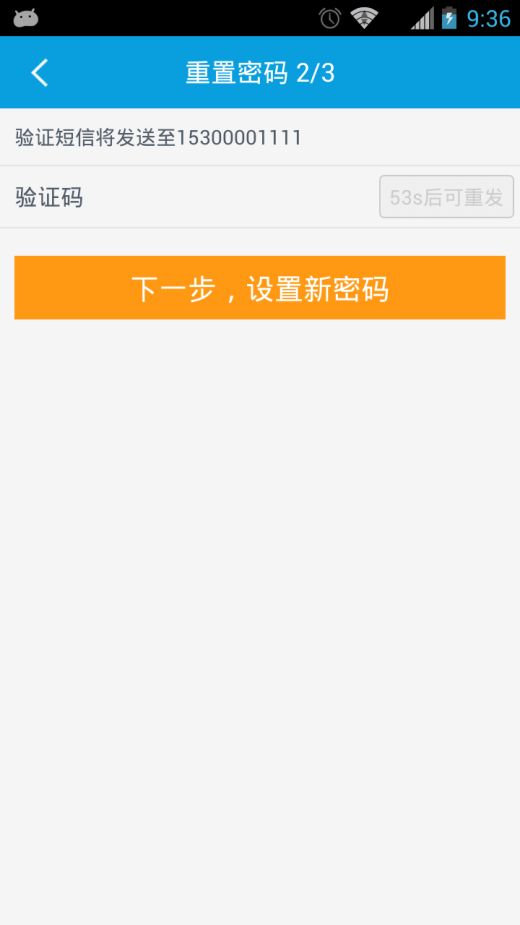 9:36
重置密码 2/3
验证短信将发送至15300001111
验证码
53s后可重发
下一步，设置新密码